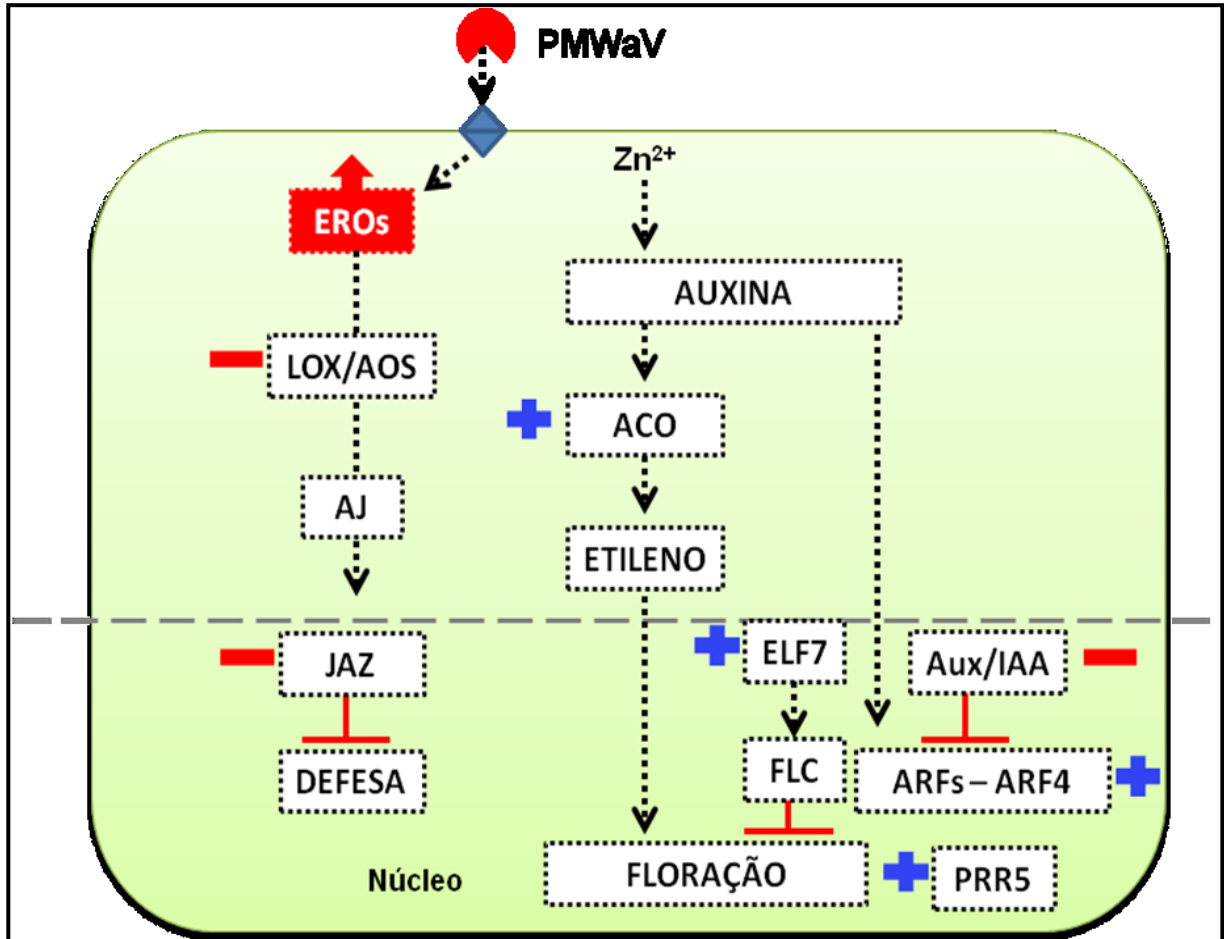 PMWaV
Zn²⁺
EROs
AUXINA
LOX/AOS
ACO
AJ
ETILENO
JAZ
ELF7
Aux/IAA
DEFESA
FLC
ARFs – ARF4
Núcleo
FLORAÇÃO
PRR5